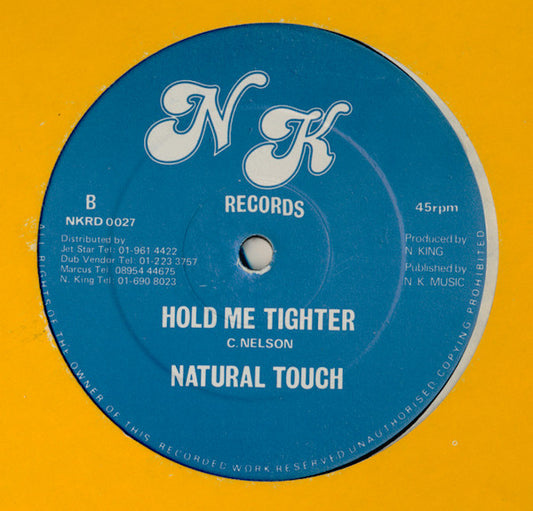 N K
RECORDS
B
NKRD 0027
45rpm
Distributed by
Jet Star Tel: 01-961 4422
Dub Vendor Tel: 01-223 3757
Marcus Tel: 08954 44675
N. King Tel: 01-690 8023
Produced by
N KING
Published by
N K MUSIC
HOLD ME TIGHTER
C. NELSON
NATURAL TOUCH
ALL RIGHTS OF THE OWNER OF THIS RECORDED WORK RESERVED UNAUTHORISED COPYING PROHIBITED